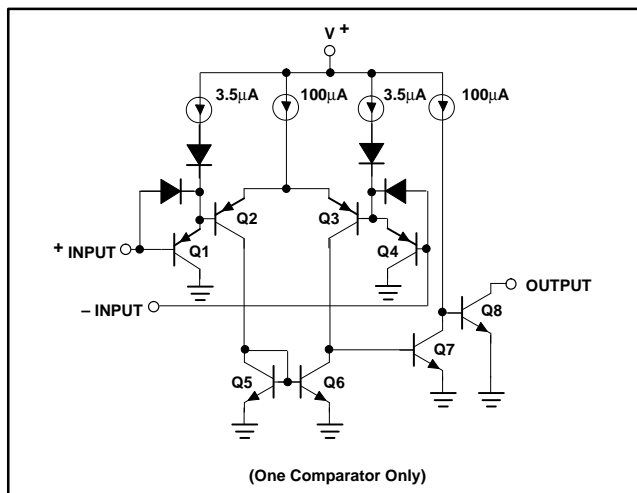 V +
3.5µA
100µA
3.5µA
100µA
Q2
Q3
+ INPUT
Q1
Q4
– INPUT
OUTPUT
Q8
Q7
Q5
Q6
(One Comparator Only)